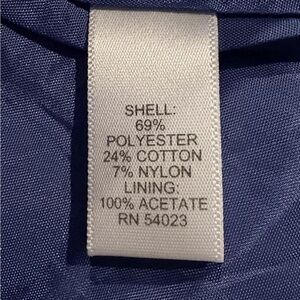 SHELL:
69%
POLYESTER
24% COTTON
7% NYLON
LINING:
100% ACETATE
RN 54023